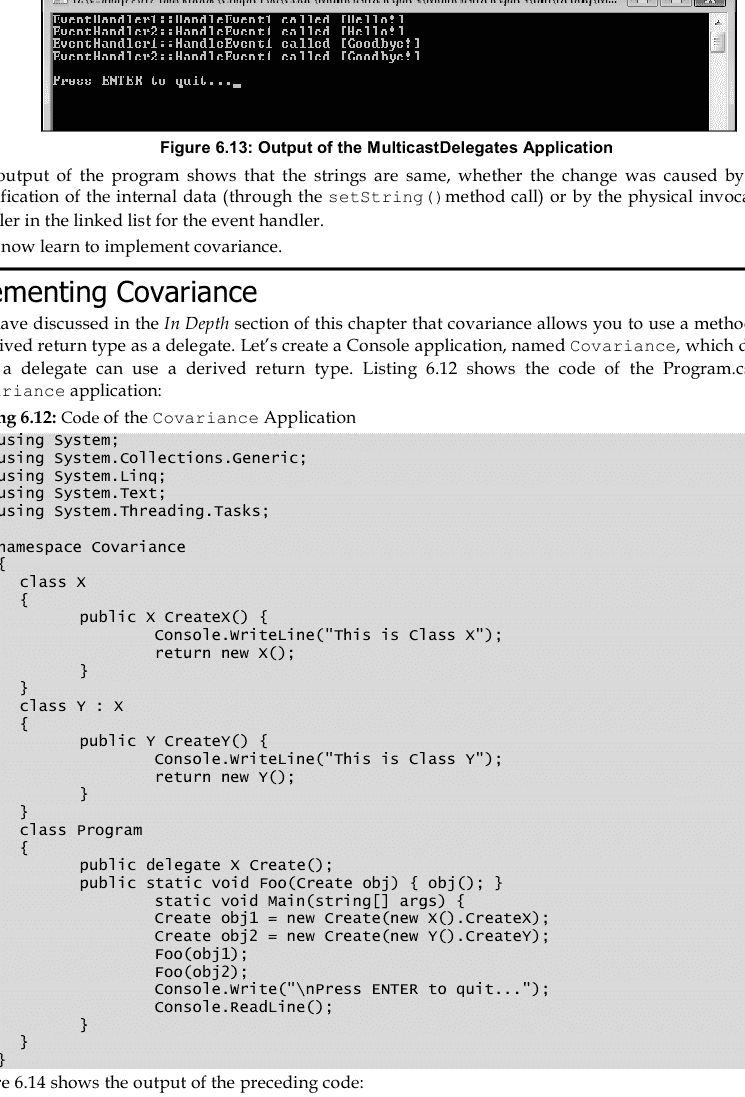 EventHandler1::HandleEvent1 called [Hello!]
EventHandler2::HandleEvent1 called [Hello!]
EventHandler1::HandleEvent1 called [Goodbye!]
EventHandler2::HandleEvent1 called [Goodbye!]
Press ENTER to quit..._
Figure 6.13: Output of the MulticastDelegates Application
output of the program shows that the strings are same, whether the change was caused by
fication of the internal data (through the setString()method call) or by the physical invoca
ler in the linked list for the event handler.
now learn to implement covariance.
ementing Covariance
ave discussed in the In Depth section of this chapter that covariance allows you to use a method
ived return type as a delegate. Let's create a Console application, named Covariance, which d
a delegate can use a derived return type. Listing 6.12 shows the code of the Program.cs
riance application:
ng 6.12: Code of the Covariance Application
using System;
using System.Collections.Generic;
using System.Linq;
using System.Text;
using System.Threading.Tasks;
namespace Covariance
{
class X
{
public X CreateX() {
Console.WriteLine("This is Class X");
return new X();
}
}
class Y : X
{
public Y CreateY() {
Console.WriteLine("This is Class Y");
return new Y();
}
}
class Program
{
public delegate X Create();
public static void Foo(Create obj) { obj(); }
static void Main(string[] args) {
Create obj1 = new Create(new X().CreateX);
Create obj2 = new Create(new Y().CreateY);
Foo(obj1);
Foo(obj2);
Console.Write("\nPress ENTER to quit...");
Console.ReadLine();
}
}
}
re 6.14 shows the output of the preceding code: